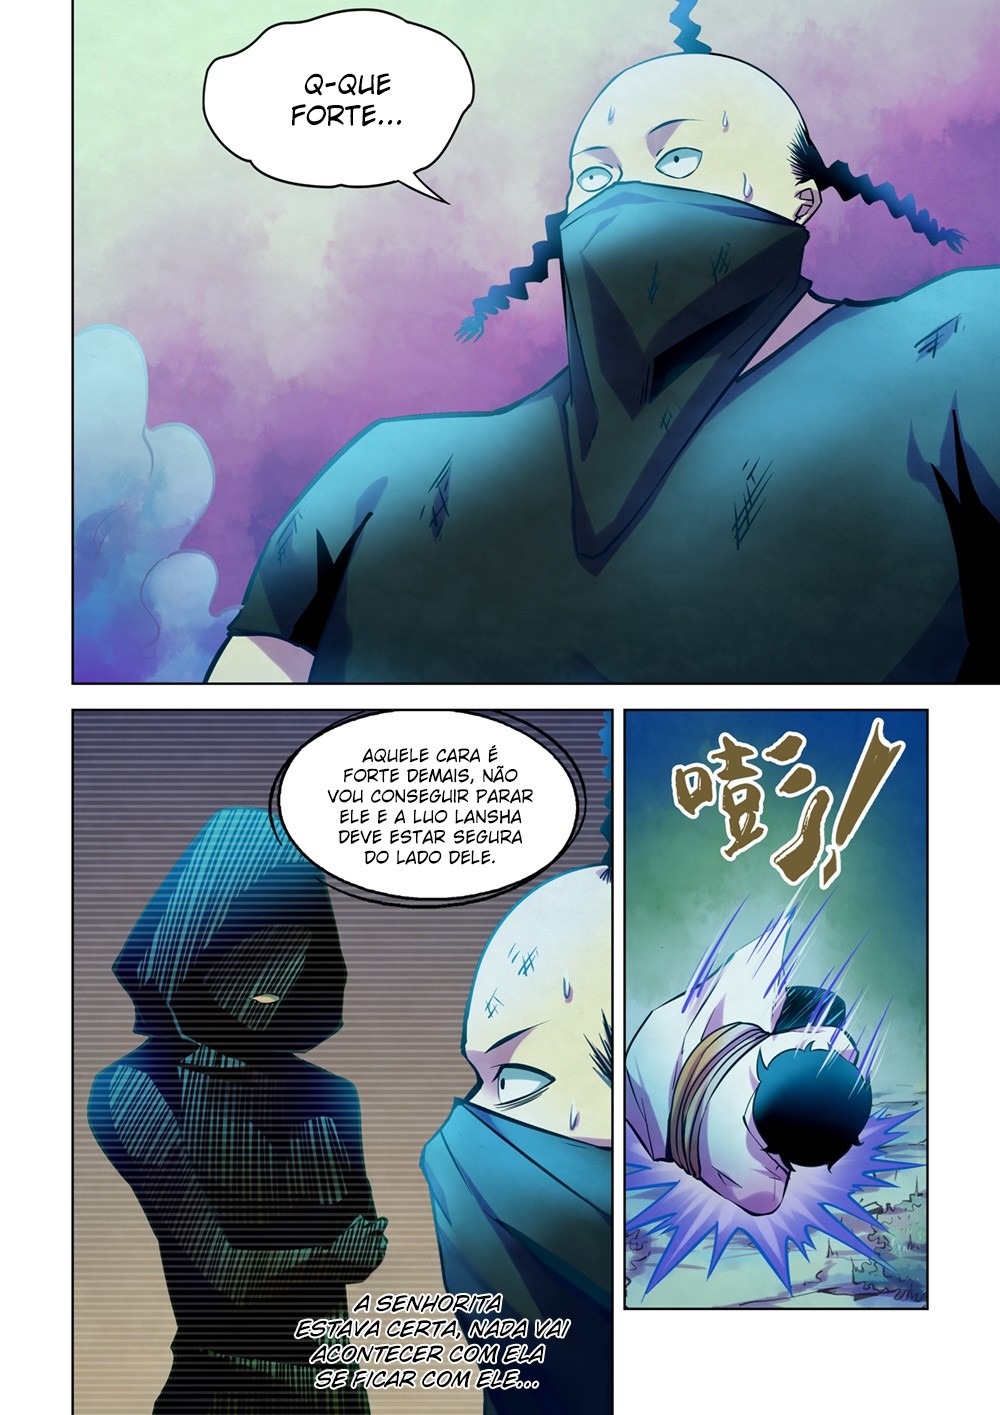 Q-QUE
FORTE...
AQUELE CARA É
FORTE DEMAIS, NÃO
VOU CONSEGUIR PARAR
ELE E A LUO LANSHA
DEVE ESTAR SEGURA
DO LADO DELE.
嘭!
A SENHORITA
ESTAVA CERTA, NADA VAI
ACONTECER COM ELA
SE FICAR COM ELE...